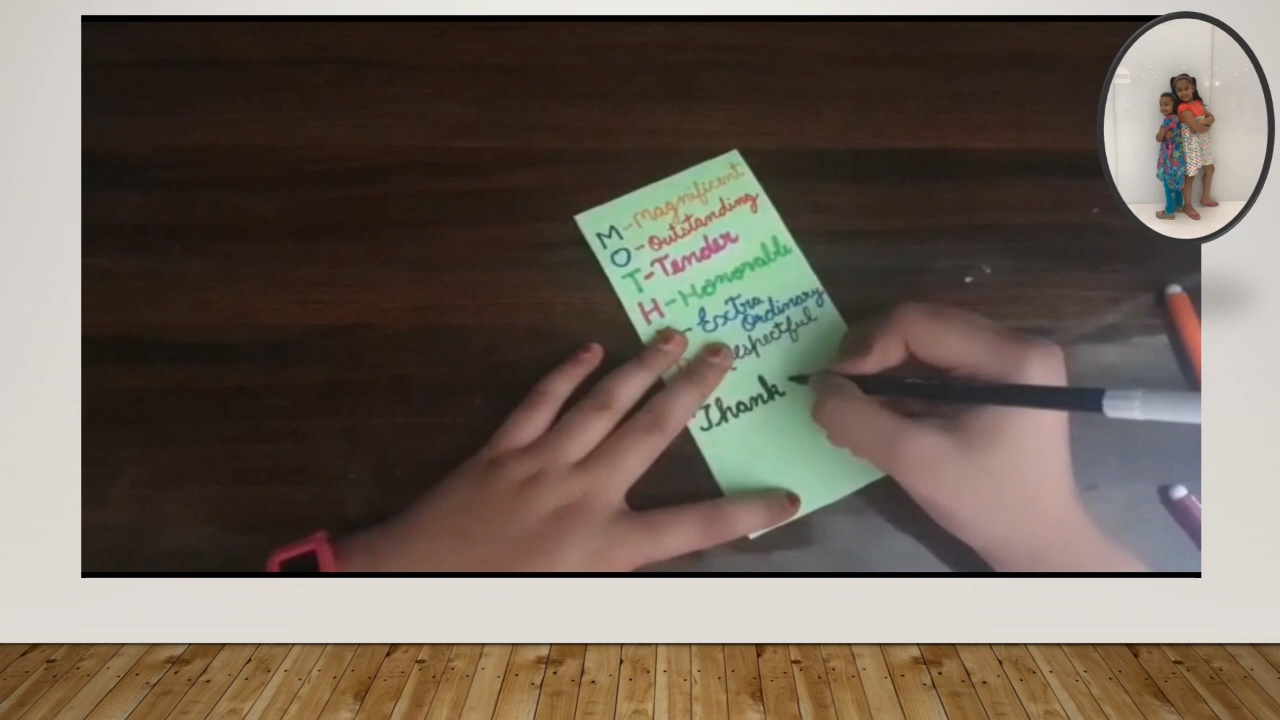 M - Magnificent
O - Outstanding
T - Tender
H - Honorable
- Extra
Ordinary
espectful
Thank